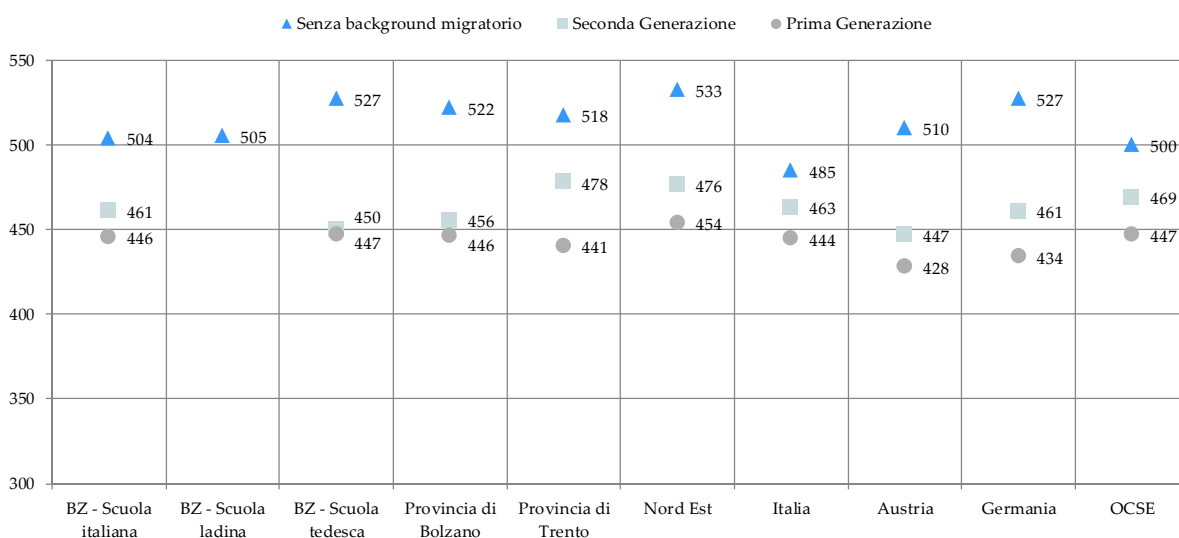 Senza background migratorio
Seconda Generazione
Prima Generazione
550
500
450
400
350
300
504
461
446
505
527
450
447
522
456
446
518
478
441
533
476
454
485
463
444
510
447
428
527
461
434
500
469
447
BZ - Scuola
italiana
BZ - Scuola
ladina
BZ - Scuola
tedesca
Provincia di
Bolzano
Provincia di
Trento
Nord Est
Italia
Austria
Germania
OCSE